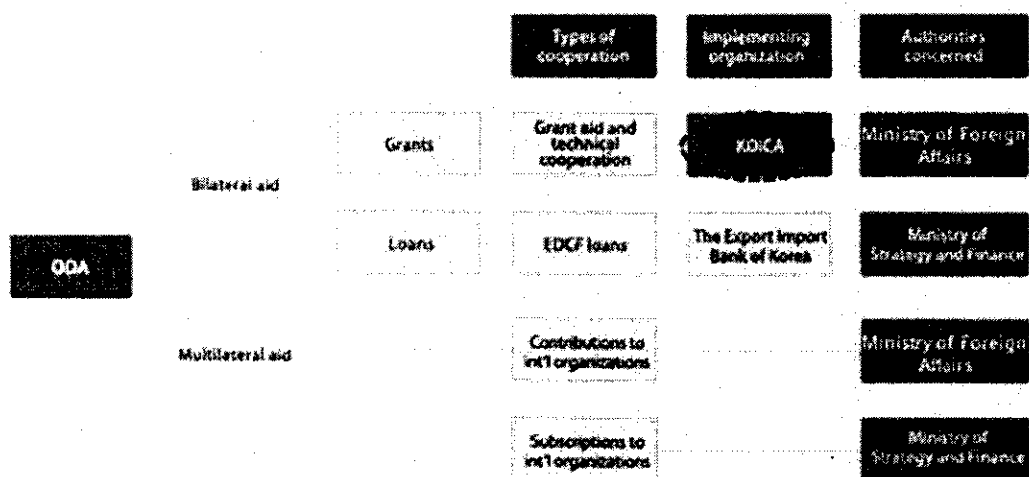 Types of
cooperation
Implementing
organization
Authorities
concerned
Grants
Grant aid and
technical
cooperation
KOICA
Ministry of Foreign
Affairs
Bilateral aid
Loans
EDCF loans
The Export Import
Bank of Korea
Ministry of
Strategy and Finance
ODA
Multilateral aid
Contributions to
int'l organizations
Ministry of Foreign
Affairs
Subscriptions to
int'l organizations
Ministry of
Strategy and Finance